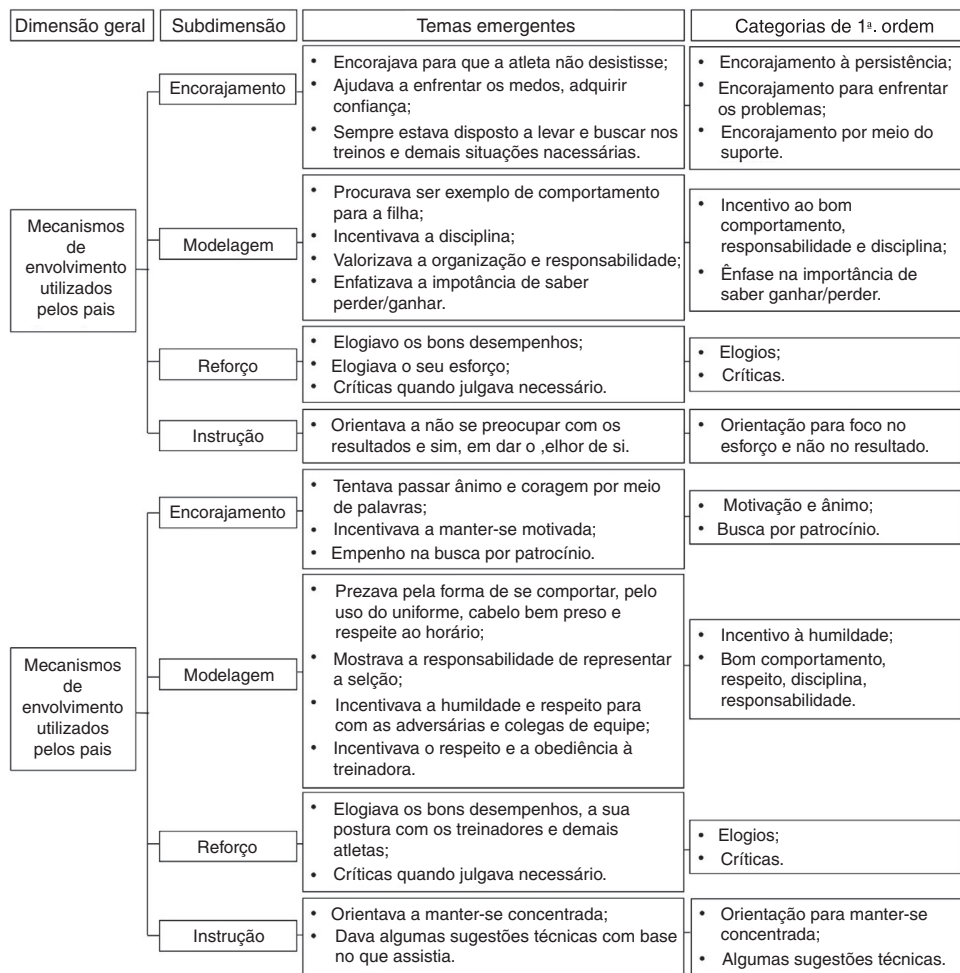 Dimensão geral
Subdimensão
Temas emergentes
Categorias de 1ª. ordem
Mecanismos
de
envolvimento
utilizados
pelos pais
Encorajamento
• Encorajava para que a atleta não desistisse;
• Ajudava a enfrentar os medos, adquirir
confiança;
• Sempre estava disposto a levar e buscar nos
treinos e demais situações nacessárias.
• Encorajamento à persistência;
• Encorajamento para enfrentar
os problemas;
• Encorajamento por meio do
suporte.
Modelagem
• Procurava ser exemplo de comportamento
para a filha;
• Incentivava a disciplina;
• Valorizava a organização e responsabilidade;
• Enfatizava a impotância de saber
perder/ganhar.
• Incentivo ao bom
comportamento,
responsabilidade e disciplina;
• Ênfase na importância de
saber ganhar/perder.
Reforço
• Elogiavo os bons desempenhos;
• Elogiava o seu esforço;
• Críticas quando julgava necessário.
• Elogios;
• Críticas.
Instrução
• Orientava a não se preocupar com os
resultados e sim, em dar o ,elhor de si.
• Orientação para foco no
esforço e não no resultado.
Mecanismos
de
envolvimento
utilizados
pelos pais
Encorajamento
• Tentava passar ânimo e coragem por meio
de palavras;
• Incentivava a manter-se motivada;
• Empenho na busca por patrocínio.
• Motivação e ânimo;
• Busca por patrocínio.
Modelagem
• Prezava pela forma de se comportar, pelo
uso do uniforme, cabelo bem preso e
respeite ao horário;
• Mostrava a responsabilidade de representar
a selção;
• Incentivava a humildade e respeito para
com as adversárias e colegas de equipe;
• Incentivava o respeito e a obediência à
treinadora.
• Incentivo à humildade;
• Bom comportamento,
respeito, disciplina,
responsabilidade.
Reforço
• Elogiava os bons desempenhos, a sua
postura com os treinadores e demais
atletas;
• Críticas quando julgava necessário.
• Elogios;
• Críticas.
Instrução
• Orientava a manter-se concentrada;
• Dava algumas sugestões técnicas com base
no que assistia.
• Orientação para manter-se
concentrada;
• Algumas sugestões técnicas.